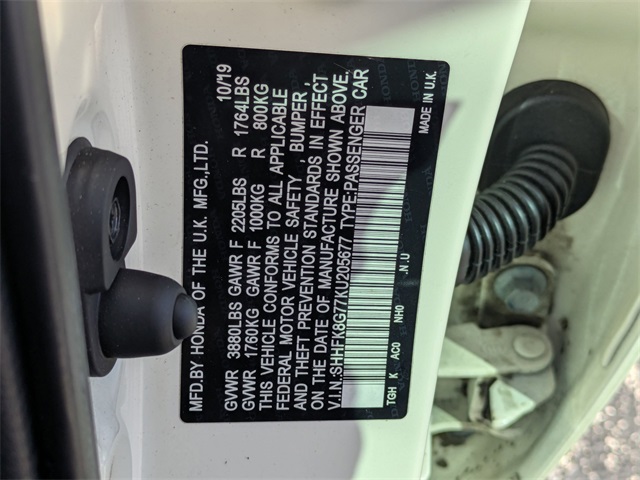 MFD.BY HONDA OF THE U.K. MFG.,LTD. 10/19
GVWR 3880LBS GAWR F 2205LBS R 1764LBS
GVWR 1760KG GAWR F 1000KG R 800KG
THIS VEHICLE CONFORMS TO ALL APPLICABLE
FEDERAL MOTOR VEHICLE SAFETY , BUMPER ,
AND THEFT PREVENTION STANDARDS IN EFFECT
ON THE DATE OF MANUFACTURE SHOWN ABOVE.
V.I.N.:SHHFK8G77KU205677 TYPE:PASSENGER CAR
TGH K AC0 NH0 .N.U MADE IN U.K.
HONDA